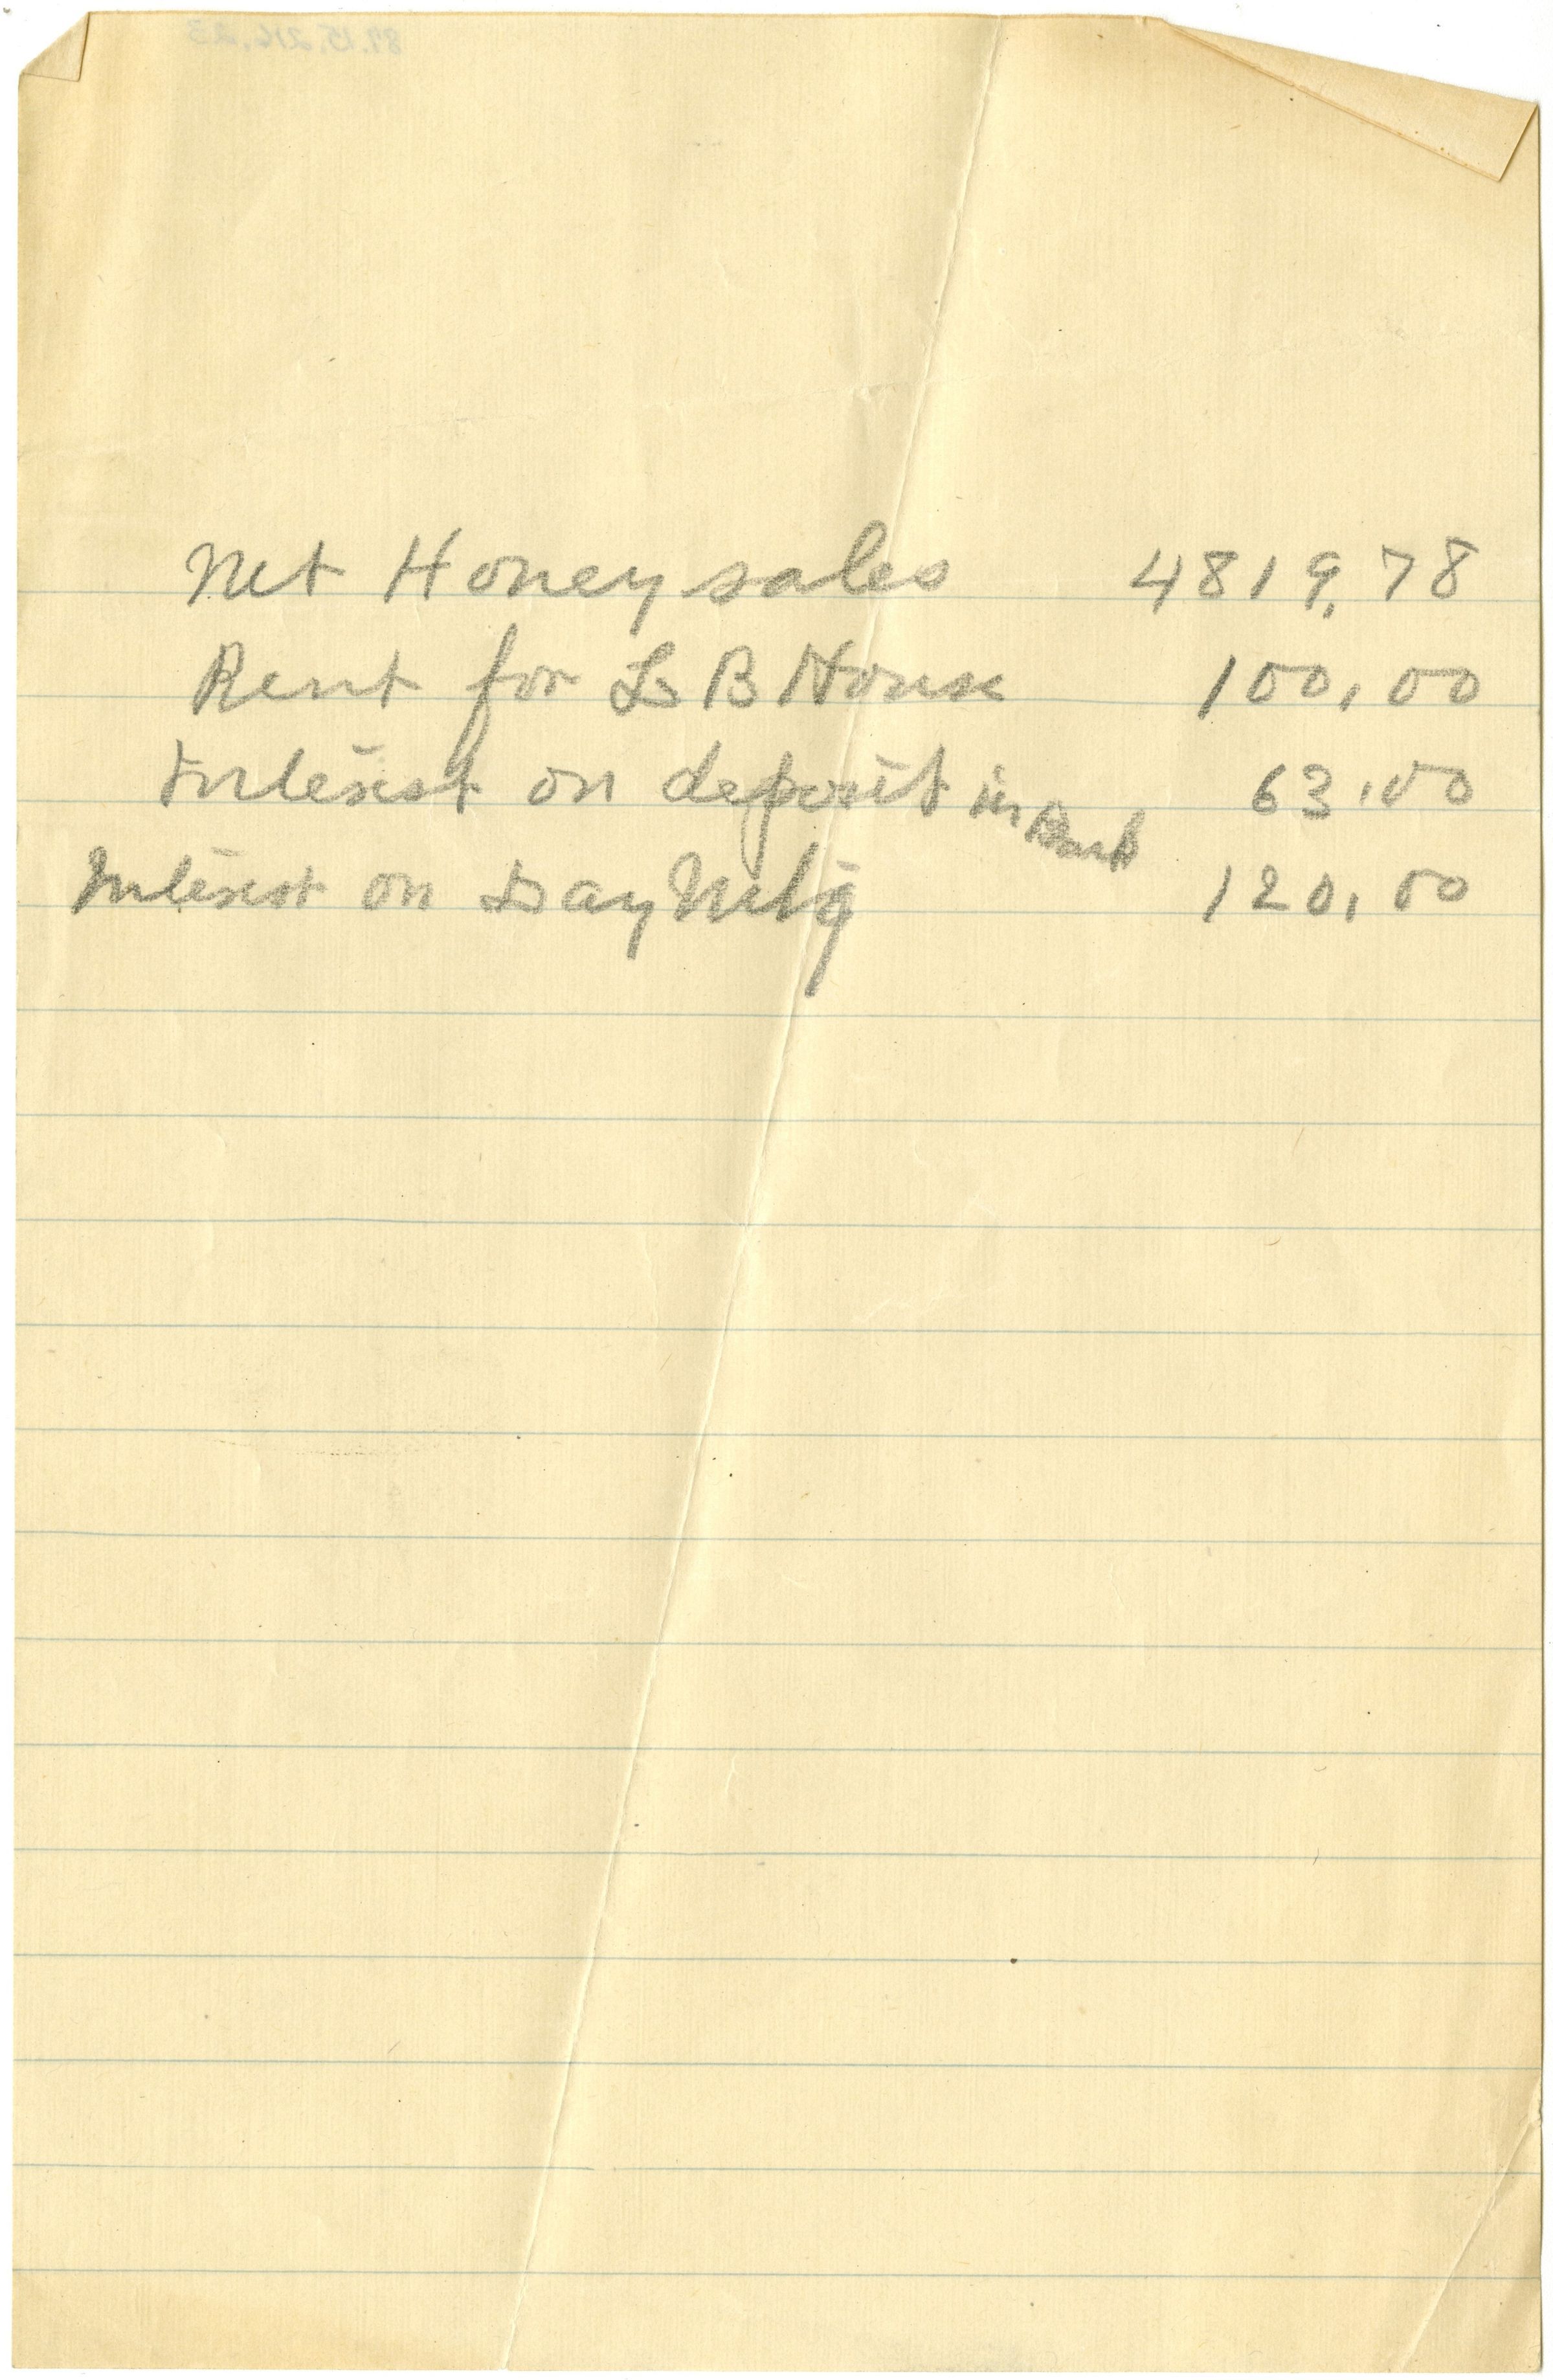 Net Honey sales 4819.78
Rent for L B House 100.00
Interest on deposit in Bank 63.00
Interest on Day Mtg 120.00